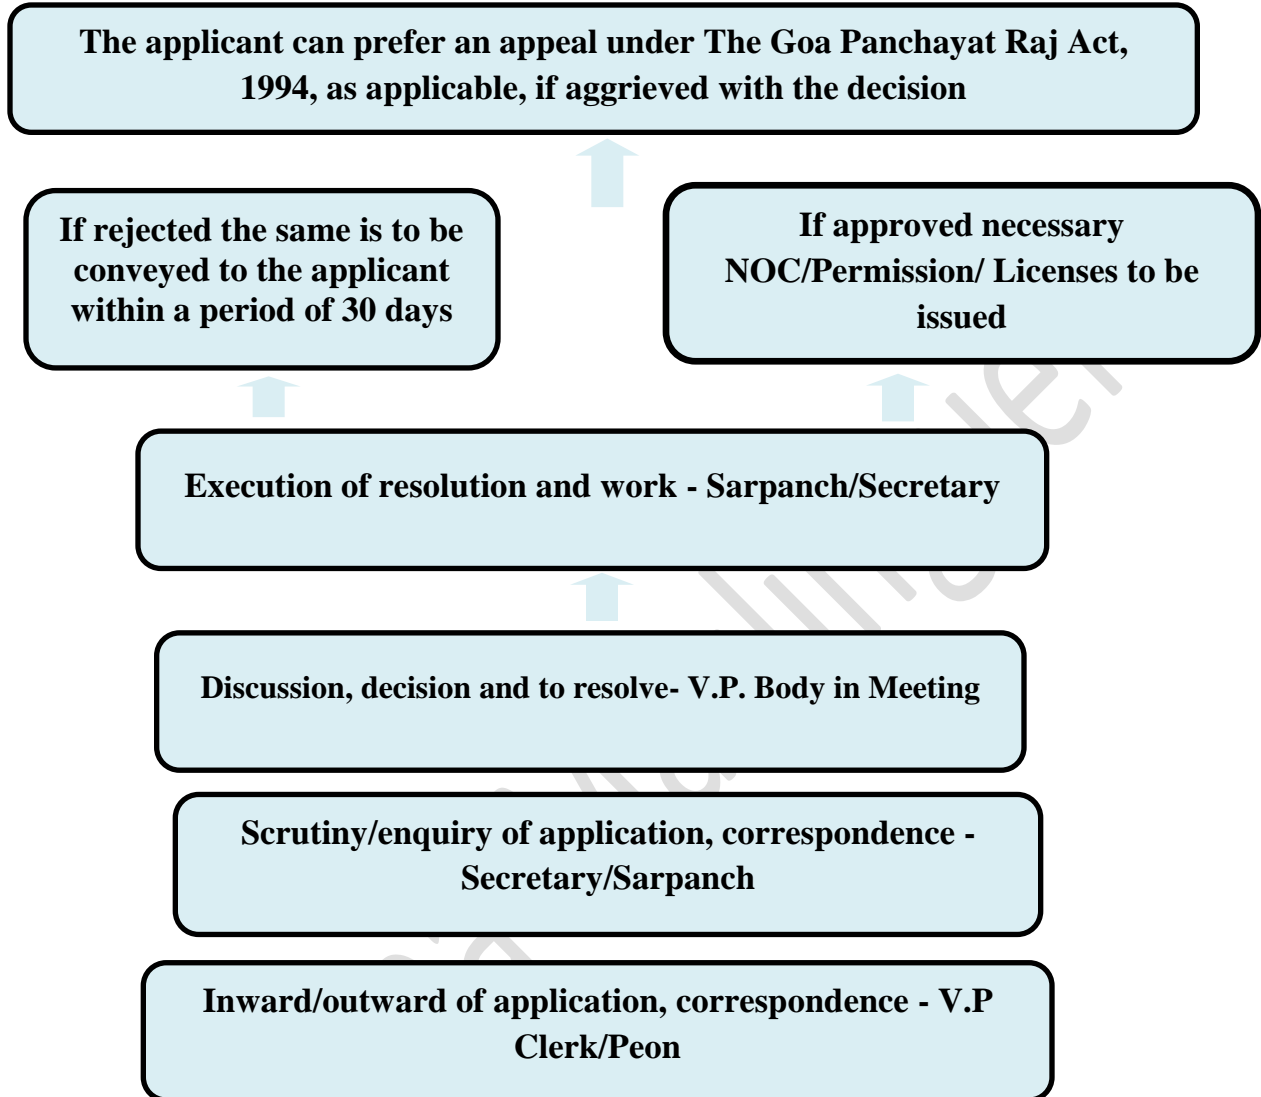 The applicant can prefer an appeal under The Goa Panchayat Raj Act,
1994, as applicable, if aggrieved with the decision
If rejected the same is to be
conveyed to the applicant
within a period of 30 days
If approved necessary
NOC/Permission/ Licenses to be
issued
Execution of resolution and work - Sarpanch/Secretary
Discussion, decision and to resolve- V.P. Body in Meeting
Scrutiny/enquiry of application, correspondence -
Secretary/Sarpanch
Inward/outward of application, correspondence - V.P
Clerk/Peon